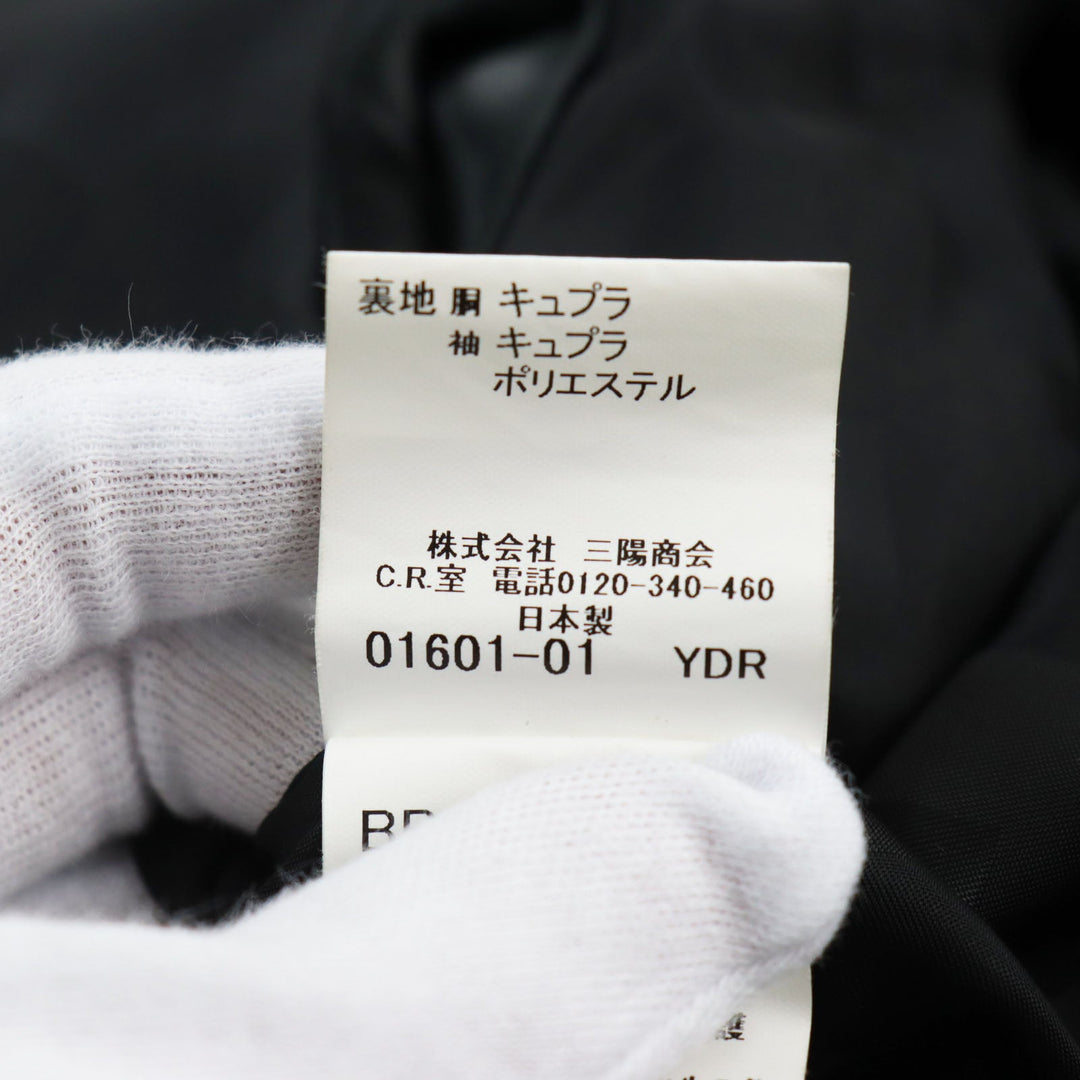 裏地 胴 キュプラ
袖 キュプラ
ポリエステル
株式会社 三陽商会
C.R.室 電話0120-340-460
日本製
01601-01 YDR